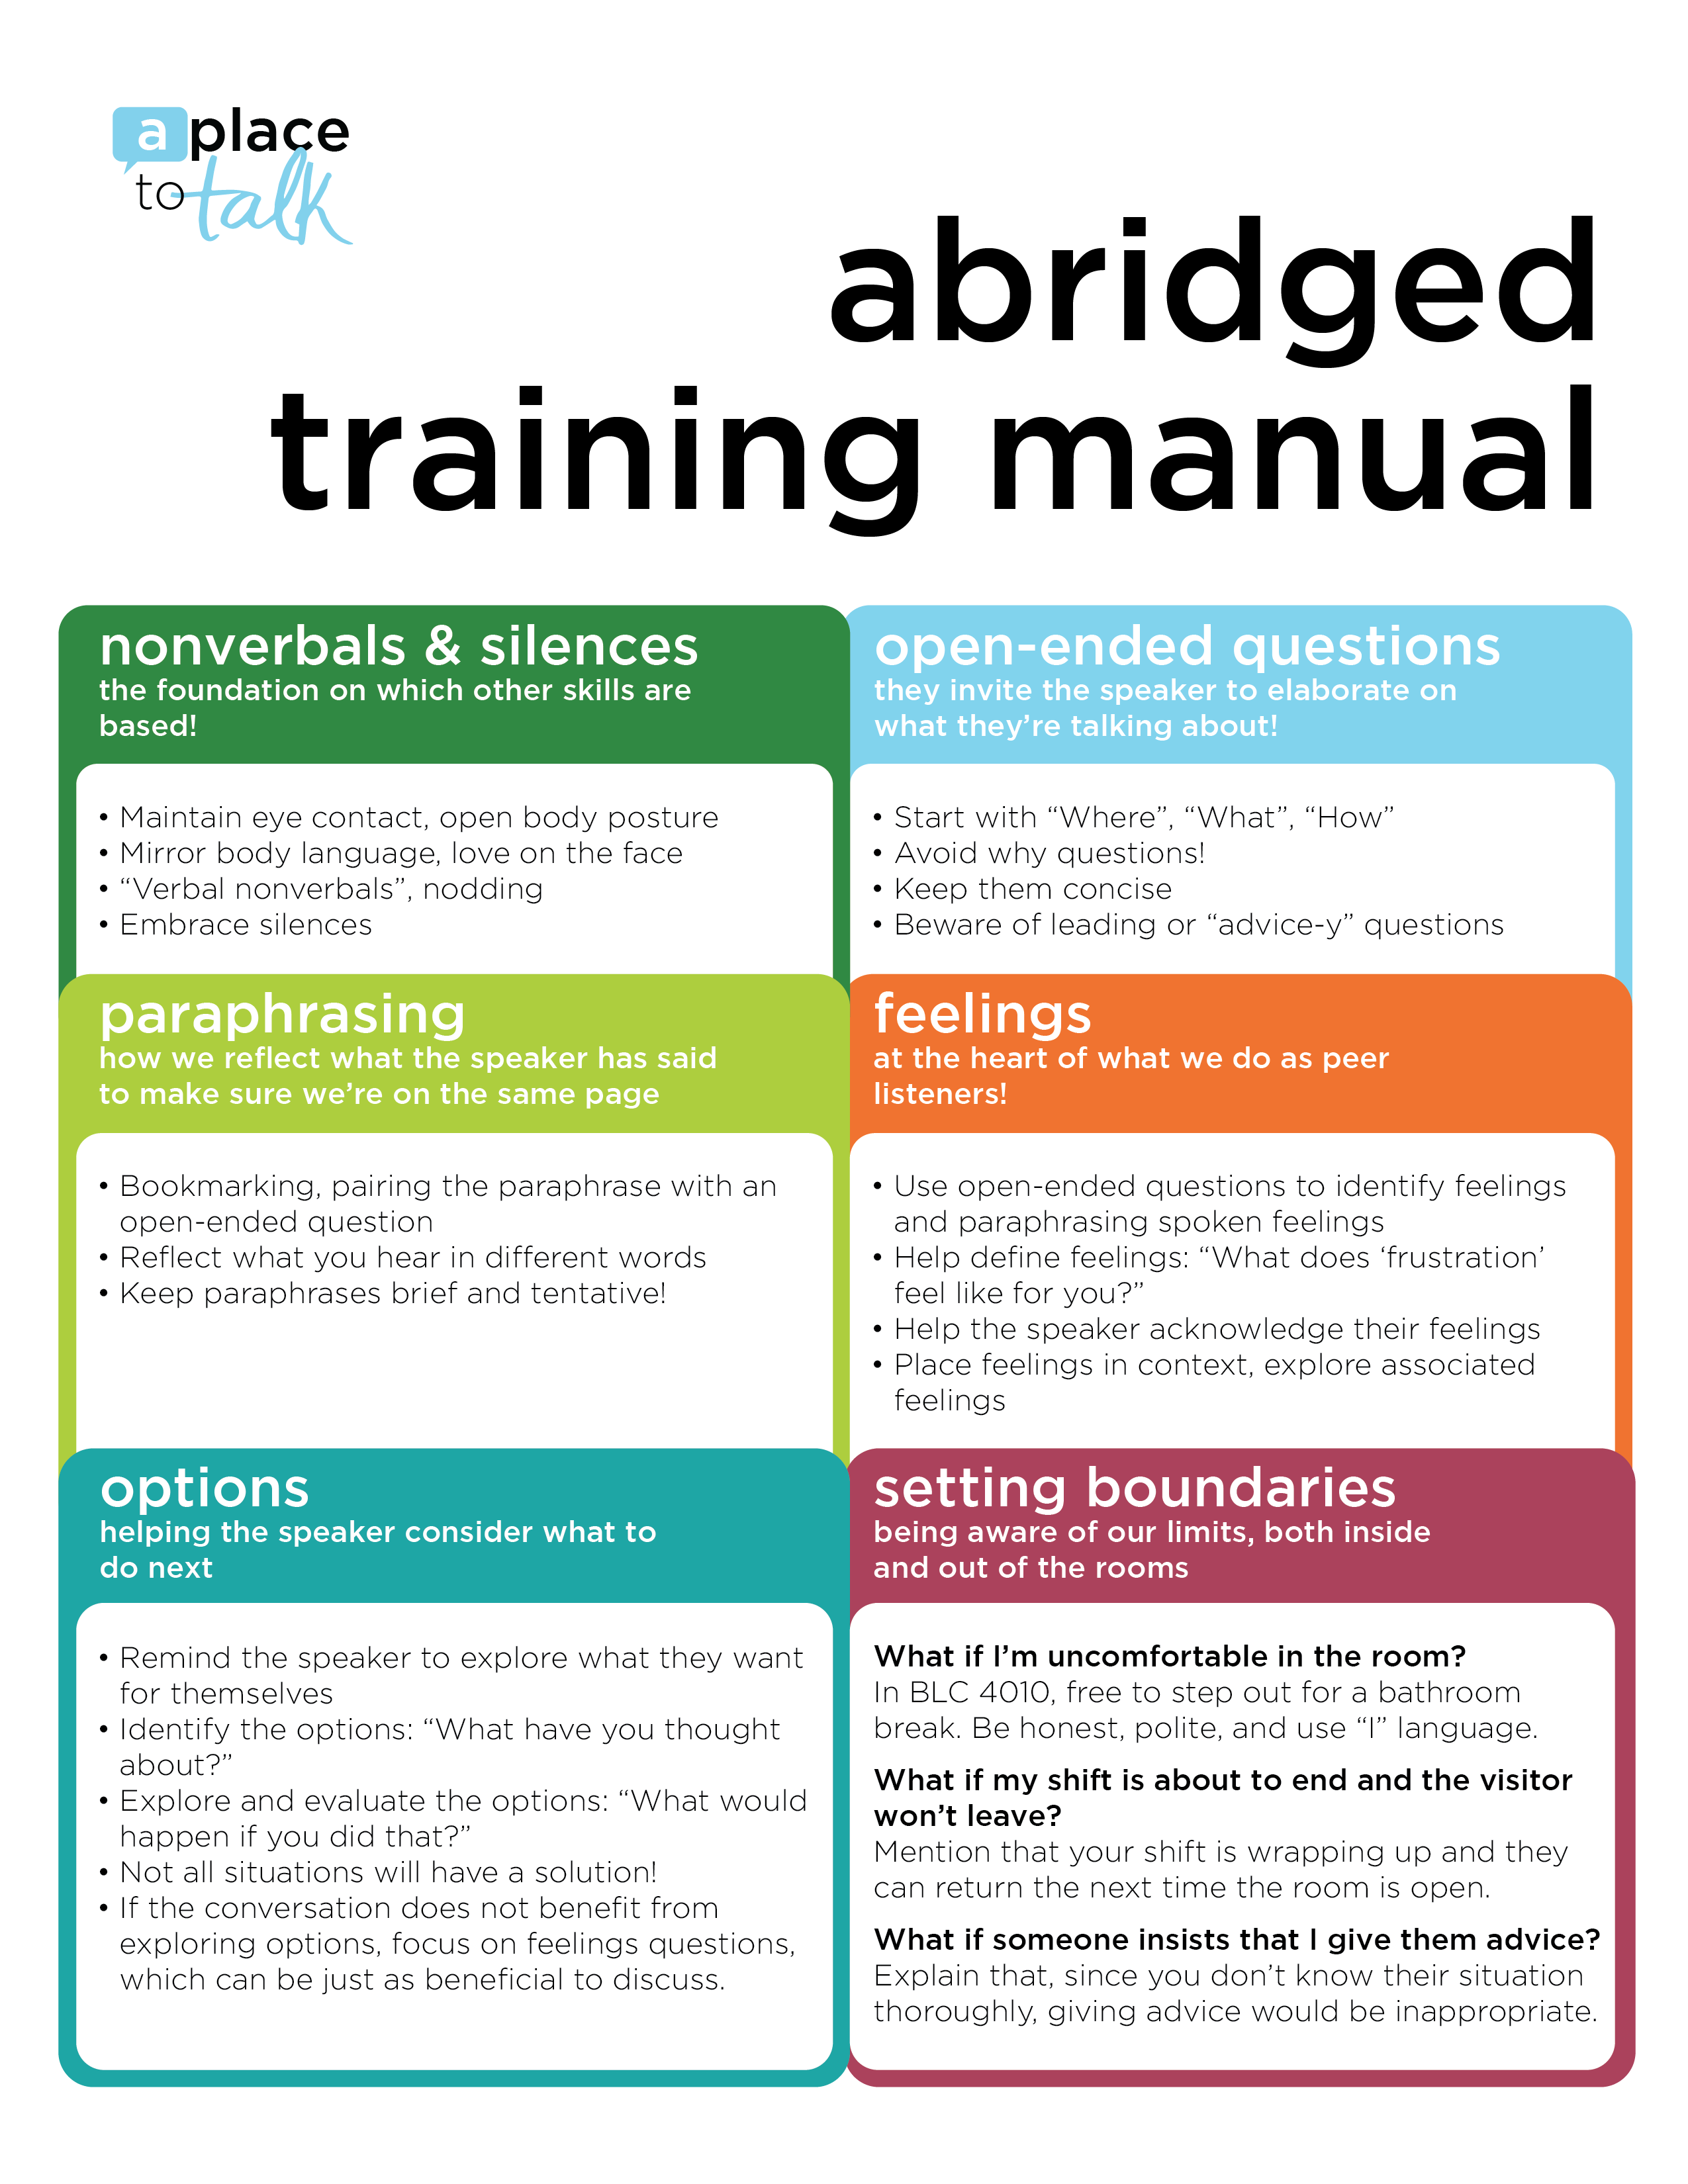 a place
to talk
abridged
training manual
nonverbals & silences
the foundation on which other skills are
based!
• Maintain eye contact, open body posture
• Mirror body language, love on the face
• “Verbal nonverbals”, nodding
• Embrace silences
open-ended questions
they invite the speaker to elaborate on
what they’re talking about!
• Start with “Where”, “What”, “How”
• Avoid why questions!
• Keep them concise
• Beware of leading or “advice-y” questions
paraphrasing
how we reflect what the speaker has said
to make sure we’re on the same page
• Bookmarking, pairing the paraphrase with an
open-ended question
• Reflect what you hear in different words
• Keep paraphrases brief and tentative!
feelings
at the heart of what we do as peer
listeners!
• Use open-ended questions to identify feelings
and paraphrasing spoken feelings
• Help define feelings: “What does ‘frustration’
feel like for you?”
• Help the speaker acknowledge their feelings
• Place feelings in context, explore associated
feelings
options
helping the speaker consider what to
do next
• Remind the speaker to explore what they want
for themselves
• Identify the options: “What have you thought
about?”
• Explore and evaluate the options: “What would
happen if you did that?”
• Not all situations will have a solution!
• If the conversation does not benefit from
exploring options, focus on feelings questions,
which can be just as beneficial to discuss.
setting boundaries
being aware of our limits, both inside
and out of the rooms
What if I’m uncomfortable in the room?
In BLC 4010, free to step out for a bathroom
break. Be honest, polite, and use “I” language.
What if my shift is about to end and the visitor
won’t leave?
Mention that your shift is wrapping up and they
can return the next time the room is open.
What if someone insists that I give them advice?
Explain that, since you don’t know their situation
thoroughly, giving advice would be inappropriate.